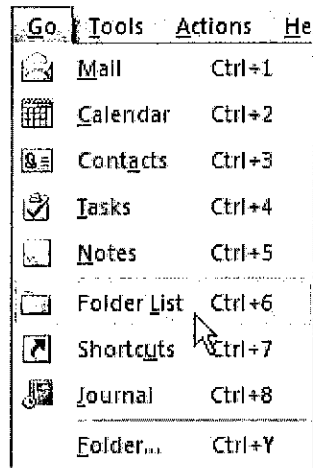 Go Tools Actions He
Mail Ctrl+1
Calendar Ctrl+2
Contacts Ctrl+3
Tasks Ctrl+4
Notes Ctrl+5
Folder List Ctrl+6
Shortcuts Ctrl+7
Journal Ctrl+8
Folder... Ctrl+Y